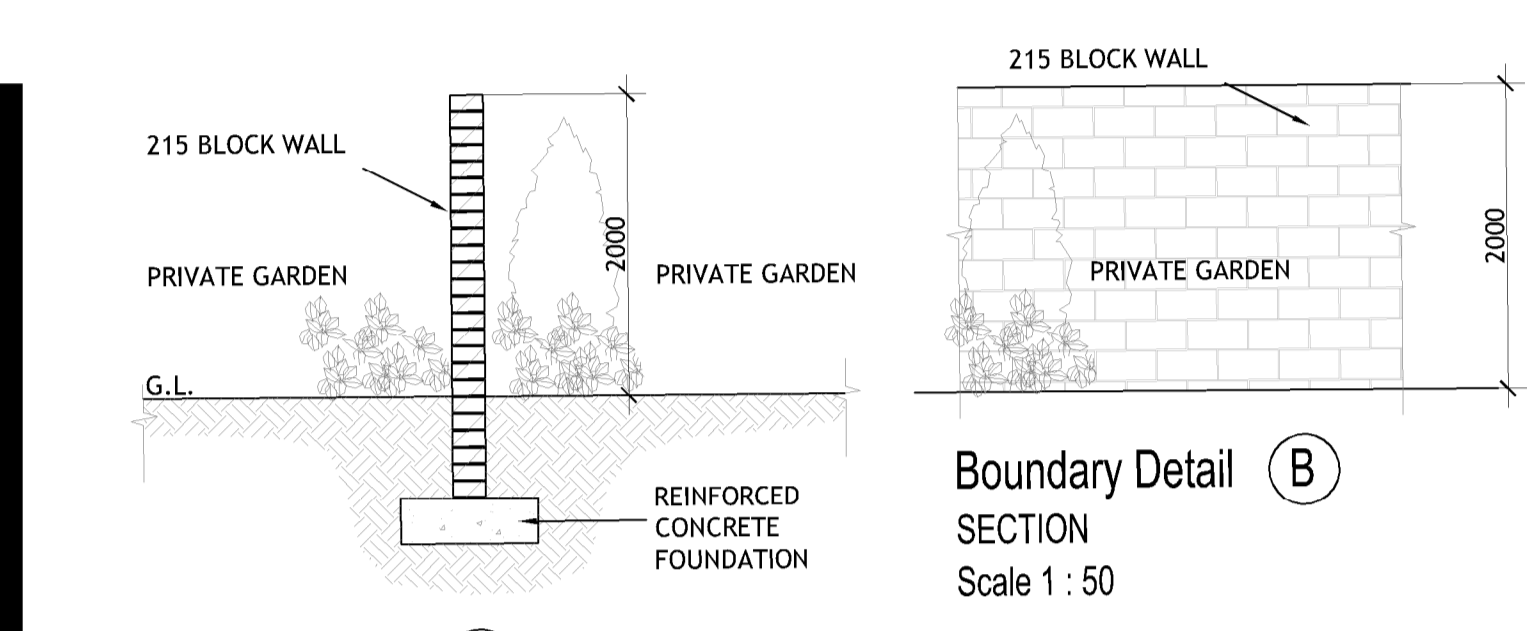 215 BLOCK WALL
PRIVATE GARDEN
2000
PRIVATE GARDEN
G.L.
REINFORCED
CONCRETE
FOUNDATION
215 BLOCK WALL
PRIVATE GARDEN
2000
Boundary Detail B
SECTION
Scale 1 : 50